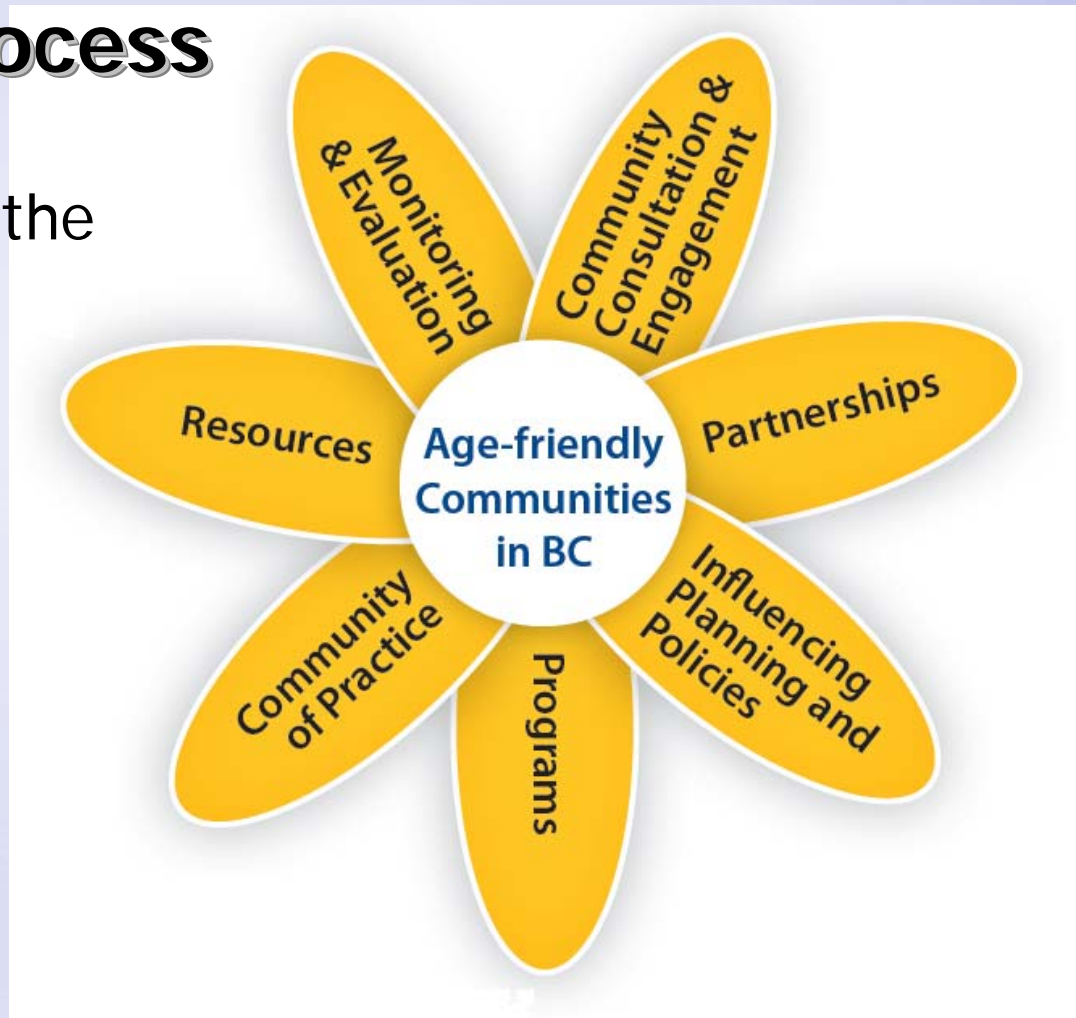 ocess
the
Monitoring
& Evaluation
Community
Consultation &
Engagement
Partnerships
Influencing
Planning and
Policies
Programs
Community
of Practice
Resources
Age-friendly
Communities
in BC